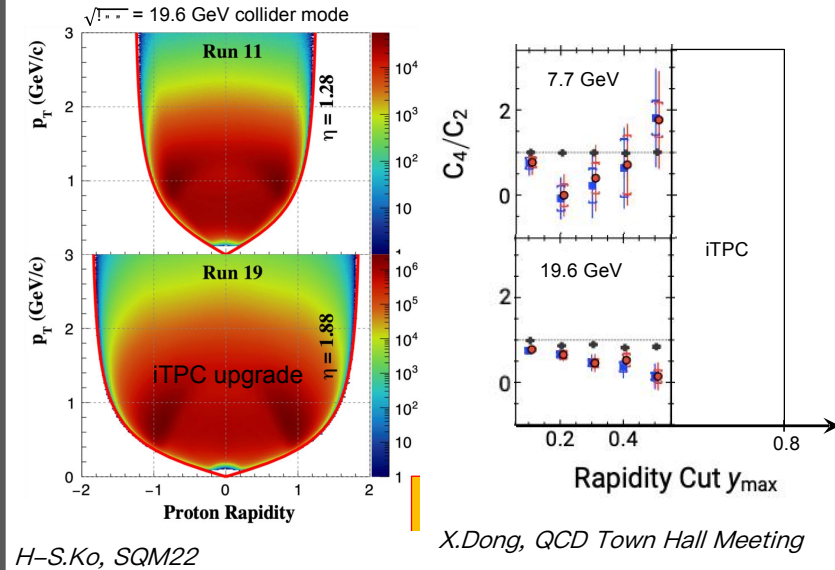 = 19.6 GeV collider mode
3
Run 11
p_T (GeV/c)
2
η = 1.28
1
10^4
10^3
10^2
10
1
3
Run 19
p_T (GeV/c)
2
η = 1.88
iTPC upgrade
1
0
10^6
10^5
10^4
10^3
10^2
10
1
−2 −1 0 1 2
Proton Rapidity
H-S.Ko, SQM22
7.7 GeV
C_4/C_2
2
0
19.6 GeV
2
0
iTPC
0.2 0.4
0.8
Rapidity Cut y_max
X.Dong, QCD Town Hall Meeting